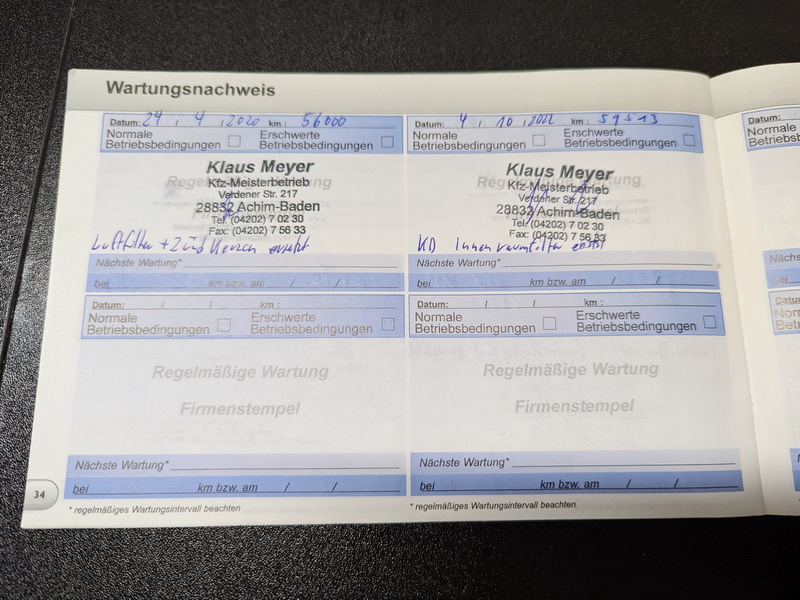 Wartungsnachweis
Datum: 24 . 4 . 2020 km : 56000
Normale Betriebsbedingungen
Erschwerte Betriebsbedingungen
Klaus Meyer
Kfz-Meisterbetrieb
Verdener Str. 217
28832 Achim-Baden
Tel. (04202) 7 02 30
Fax: (04202) 7 56 33
Luftfilter + Zünd Kerzen ersetzt
Nächste Wartung*
bei km bzw. am / /
Datum: 4 . 10 . 2022 km : 59513
Normale Betriebsbedingungen
Erschwerte Betriebsbedingungen
Regelmäßige Wartung
Klaus Meyer
Kfz-Meisterbetrieb
Verdener Str. 217
28832 Achim-Baden
Tel. (04202) 7 02 30
Fax: (04202) 7 56 33
KD Innenraumfilter ersetzt
Nächste Wartung*
bei km bzw. am / /
Datum: / / km :
Normale Betriebsbedingungen
Erschwerte Betriebsbedingungen
Regelmäßige Wartung
Firmenstempel
Nächste Wartung*
bei km bzw. am / /
* regelmäßiges Wartungsintervall beachten
Datum: / / km :
Normale Betriebsbedingungen
Erschwerte Betriebsbedingungen
Regelmäßige Wartung
Firmenstempel
Nächste Wartung*
bei km bzw. am / /
* regelmäßiges Wartungsintervall beachten
34